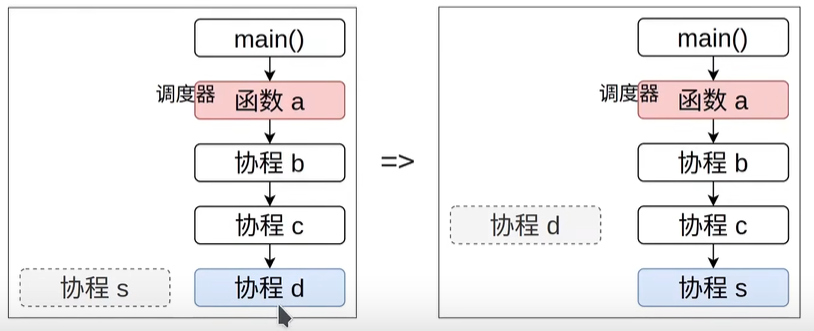 main()
调度器
函数 a
协程 b
协程 c
协程 s
协程 d
=>
main()
调度器
函数 a
协程 b
协程 d
协程 c
协程 s